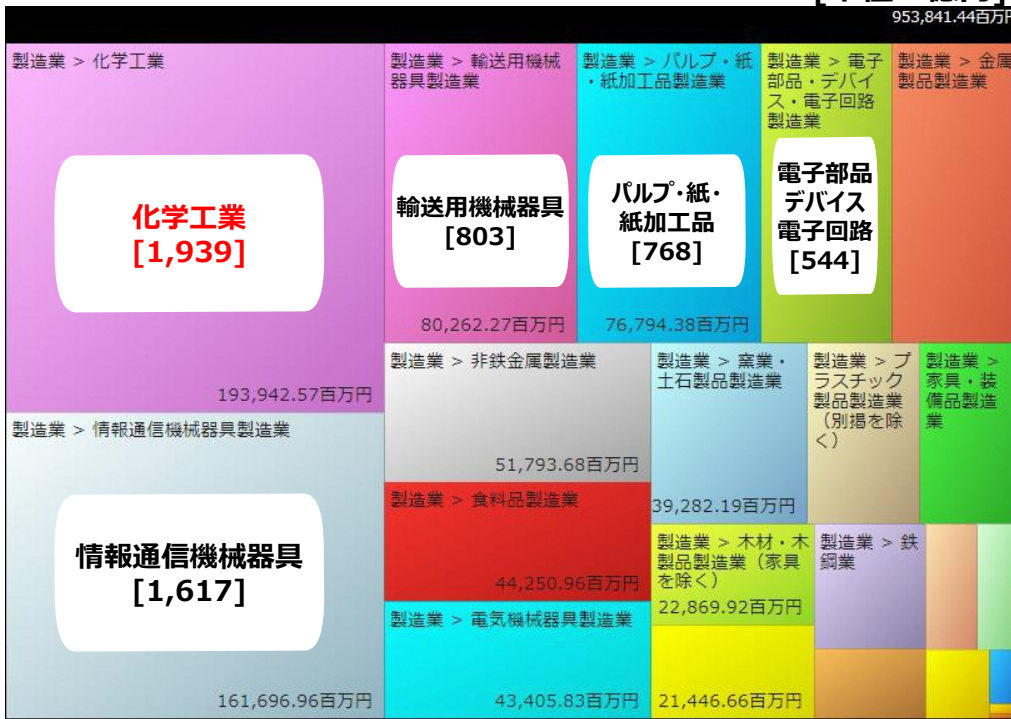 953,841.44百万円
製造業 > 化学工業
化学工業
[1,939]
193,942.57百万円
製造業 > 情報通信機械器具製造業
情報通信機械器具
[1,617]
161,696.96百万円
製造業 > 輸送用機械
器具製造業
輸送用機械器具
[803]
80,262.27百万円
製造業 > パルプ・紙
・紙加工品製造業
パルプ・紙・
紙加工品
[768]
76,794.38百万円
製造業 > 電子
部品・デバイ
ス・電子回路
製造業
電子部品
デバイス
電子回路
[544]
製造業 > 金属
製品製造業
製造業 > 非鉄金属製造業
51,793.68百万円
製造業 > 食料品製造業
44,250.96百万円
製造業 > 電気機械器具製造業
43,405.83百万円
製造業 > 窯業・
土石製品製造業
39,282.19百万円
製造業 > プ
ラスチック
製品製造業
（別掲を除
く）
製造業 >
家具・装
備品製造
業
製造業 > 木材・木
製品製造業（家具
を除く）
22,869.92百万円
21,446.66百万円
製造業 > 鉄
鋼業